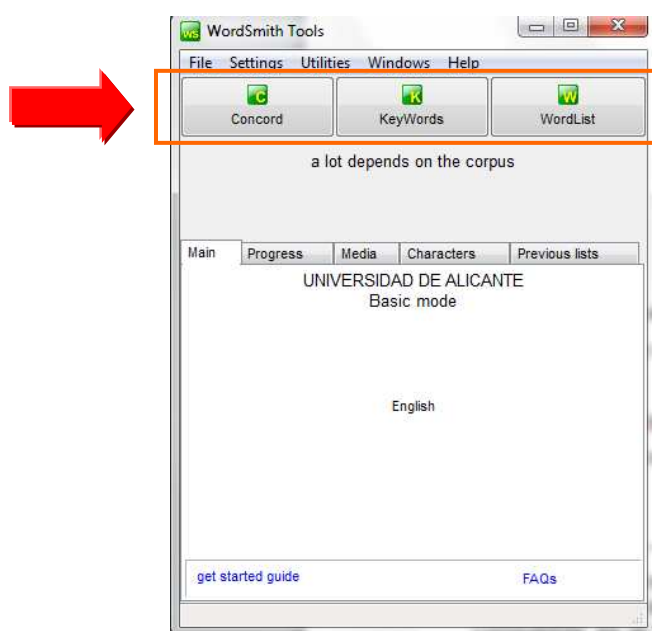 WS WordSmith Tools
File Settings Utilities Windows Help
C K W
Concord KeyWords WordList
a lot depends on the corpus
Main Progress Media Characters Previous lists
UNIVERSIDAD DE ALICANTE
Basic mode
English
get started guide FAQs